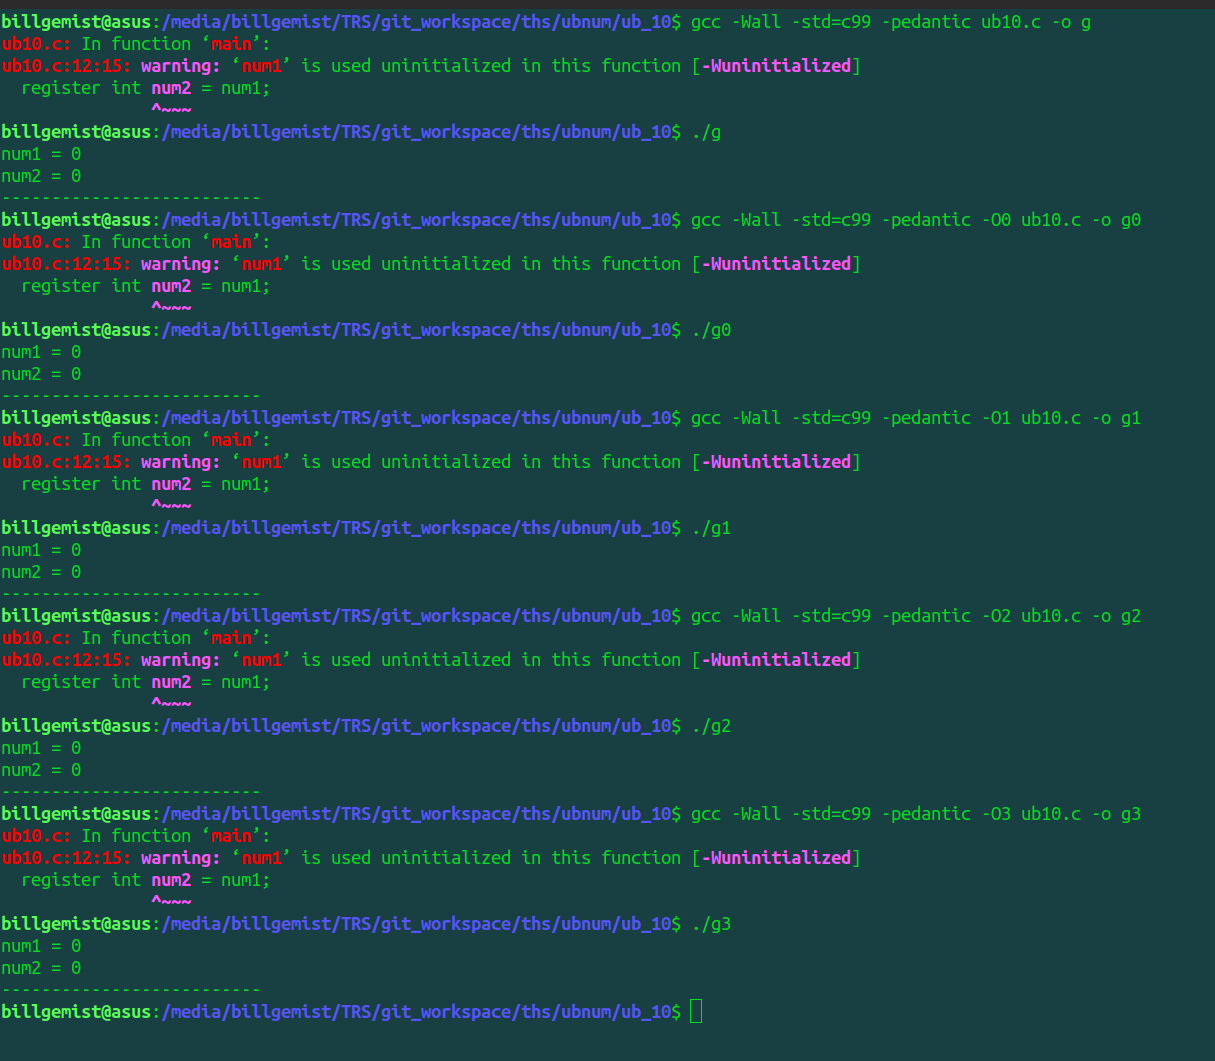 billgemist@asus:/media/billgemist/TRS/git_workspace/ths/ubnum/ub_10$ gcc -Wall -std=c99 -pedantic ub10.c -o g
ub10.c: In function ‘main’:
ub10.c:12:15: warning: ‘num1’ is used uninitialized in this function [-Wuninitialized]
  register int num2 = num1;
               ^~~~
billgemist@asus:/media/billgemist/TRS/git_workspace/ths/ubnum/ub_10$ ./g
num1 = 0
num2 = 0
--------------------------
billgemist@asus:/media/billgemist/TRS/git_workspace/ths/ubnum/ub_10$ gcc -Wall -std=c99 -pedantic -O0 ub10.c -o g0
ub10.c: In function ‘main’:
ub10.c:12:15: warning: ‘num1’ is used uninitialized in this function [-Wuninitialized]
  register int num2 = num1;
               ^~~~
billgemist@asus:/media/billgemist/TRS/git_workspace/ths/ubnum/ub_10$ ./g0
num1 = 0
num2 = 0
--------------------------
billgemist@asus:/media/billgemist/TRS/git_workspace/ths/ubnum/ub_10$ gcc -Wall -std=c99 -pedantic -O1 ub10.c -o g1
ub10.c: In function ‘main’:
ub10.c:12:15: warning: ‘num1’ is used uninitialized in this function [-Wuninitialized]
  register int num2 = num1;
               ^~~~
billgemist@asus:/media/billgemist/TRS/git_workspace/ths/ubnum/ub_10$ ./g1
num1 = 0
num2 = 0
--------------------------
billgemist@asus:/media/billgemist/TRS/git_workspace/ths/ubnum/ub_10$ gcc -Wall -std=c99 -pedantic -O2 ub10.c -o g2
ub10.c: In function ‘main’:
ub10.c:12:15: warning: ‘num1’ is used uninitialized in this function [-Wuninitialized]
  register int num2 = num1;
               ^~~~
billgemist@asus:/media/billgemist/TRS/git_workspace/ths/ubnum/ub_10$ ./g2
num1 = 0
num2 = 0
--------------------------
billgemist@asus:/media/billgemist/TRS/git_workspace/ths/ubnum/ub_10$ gcc -Wall -std=c99 -pedantic -O3 ub10.c -o g3
ub10.c: In function ‘main’:
ub10.c:12:15: warning: ‘num1’ is used uninitialized in this function [-Wuninitialized]
  register int num2 = num1;
               ^~~~
billgemist@asus:/media/billgemist/TRS/git_workspace/ths/ubnum/ub_10$ ./g3
num1 = 0
num2 = 0
--------------------------
billgemist@asus:/media/billgemist/TRS/git_workspace/ths/ubnum/ub_10$